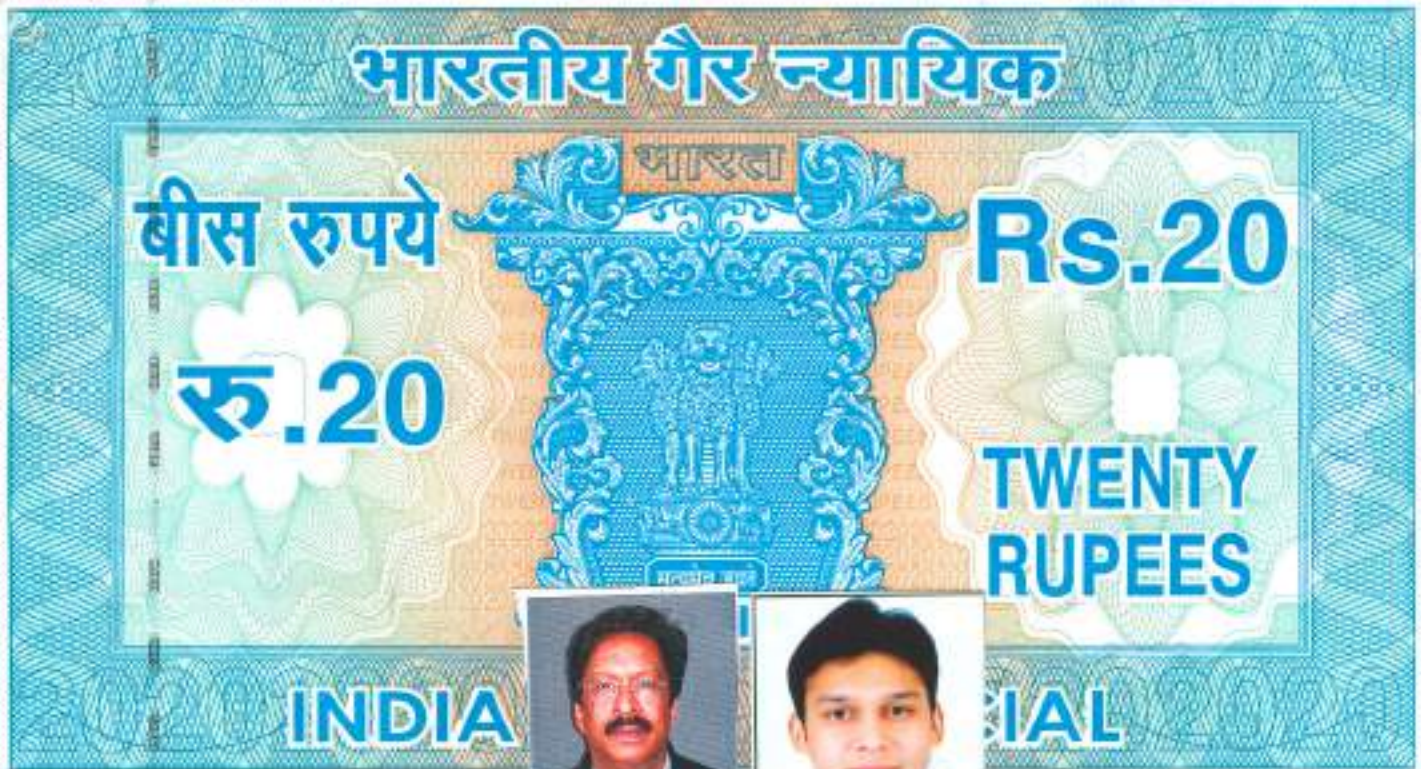 भारतीय गैर न्यायिक
भारत
बीस रुपये
Rs.20
रु.20
TWENTY
RUPEES
INDIA
IAL